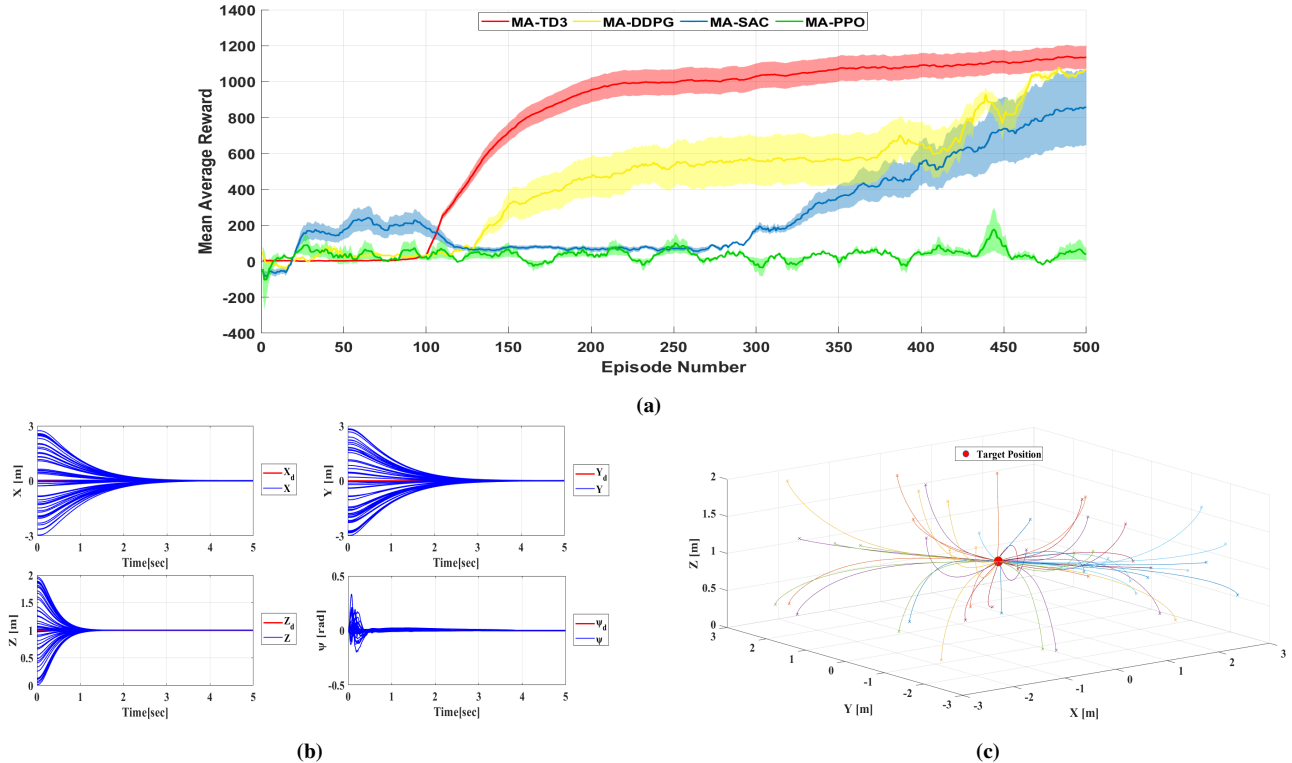 MA-TD3 MA-DDPG MA-SAC MA-PPO
1400
1200
1000
800
600
400
200
0
-200
-400
Mean Average Reward
0 50 100 150 200 250 300 350 400 450 500
Episode Number
(a)
3
0
-3
X [m]
0 1 2 3 4 5
Time[sec]
X_d
X
3
0
-3
Y [m]
0 1 2 3 4 5
Time[sec]
Y_d
Y
2
1.5
1
0.5
0
Z [m]
0 1 2 3 4 5
Time[sec]
Z_d
Z
0.5
0
-0.5
ψ [rad]
0 1 2 3 4 5
Time[sec]
ψ_d
ψ
(b)
Target Position
2
1.5
1
0.5
0
Z [m]
3 2 1 0 -1 -2 -3
Y [m]
-3 -2 -1 0 1 2 3
X [m]
(c)